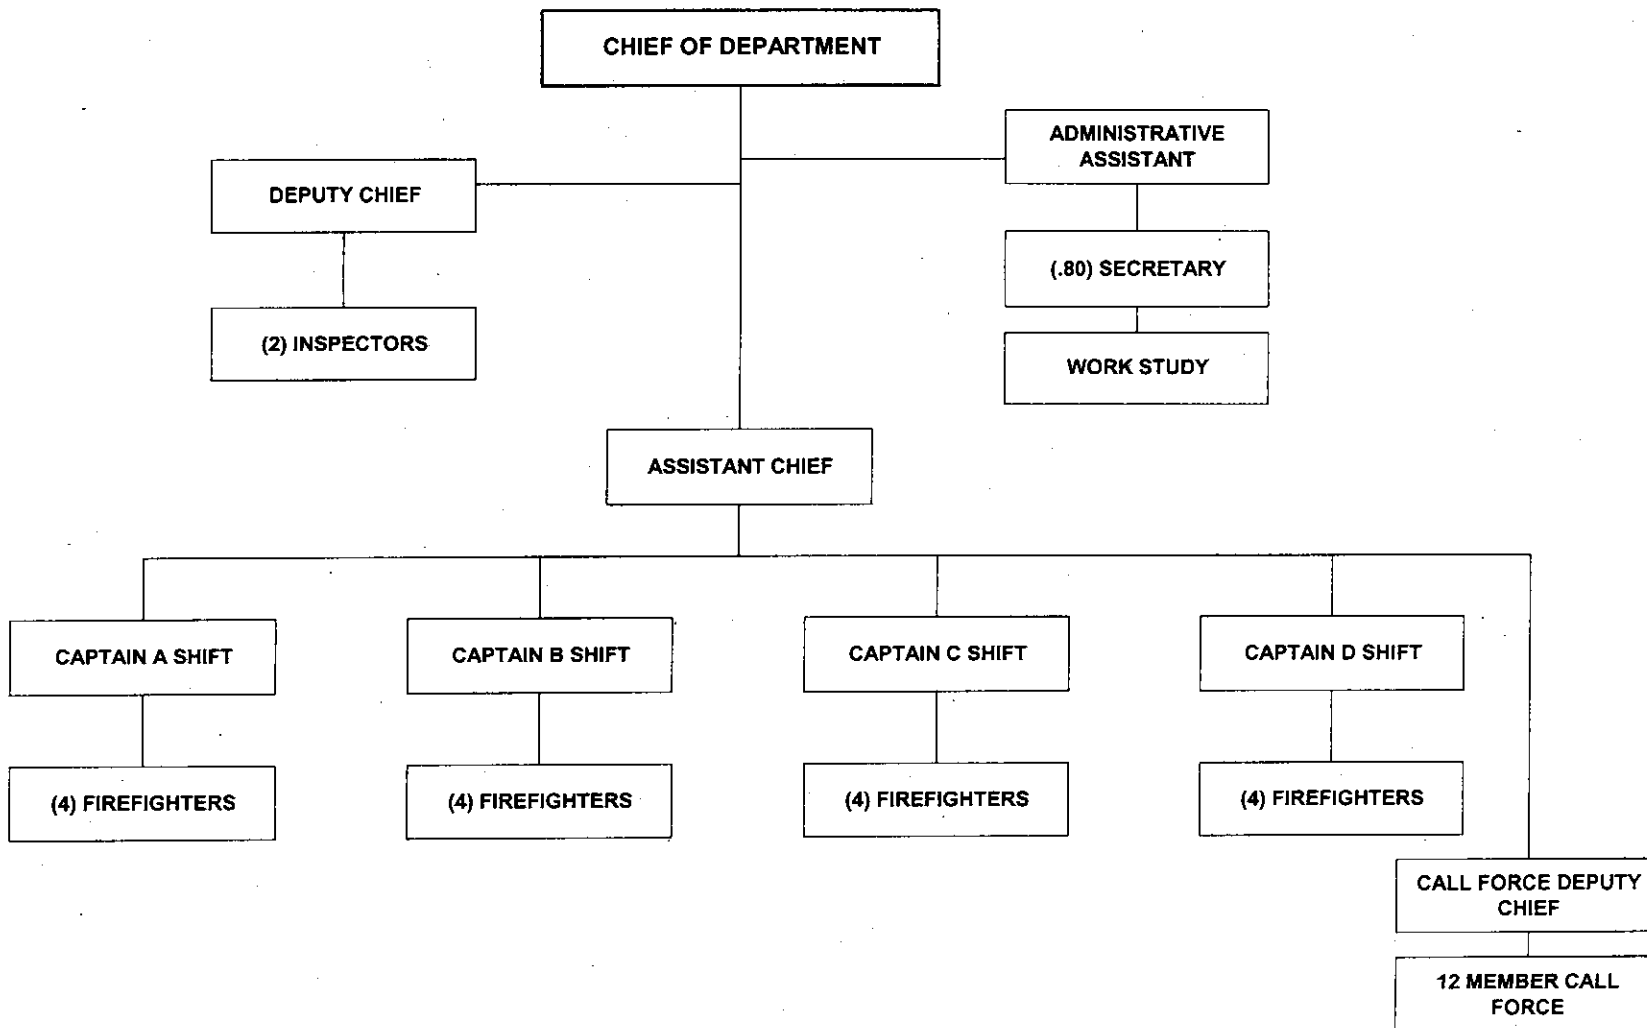 CHIEF OF DEPARTMENT
ADMINISTRATIVE
ASSISTANT
DEPUTY CHIEF
(.80) SECRETARY
(2) INSPECTORS
WORK STUDY
ASSISTANT CHIEF
CAPTAIN A SHIFT
CAPTAIN B SHIFT
CAPTAIN C SHIFT
CAPTAIN D SHIFT
(4) FIREFIGHTERS
(4) FIREFIGHTERS
(4) FIREFIGHTERS
(4) FIREFIGHTERS
CALL FORCE DEPUTY
CHIEF
12 MEMBER CALL
FORCE